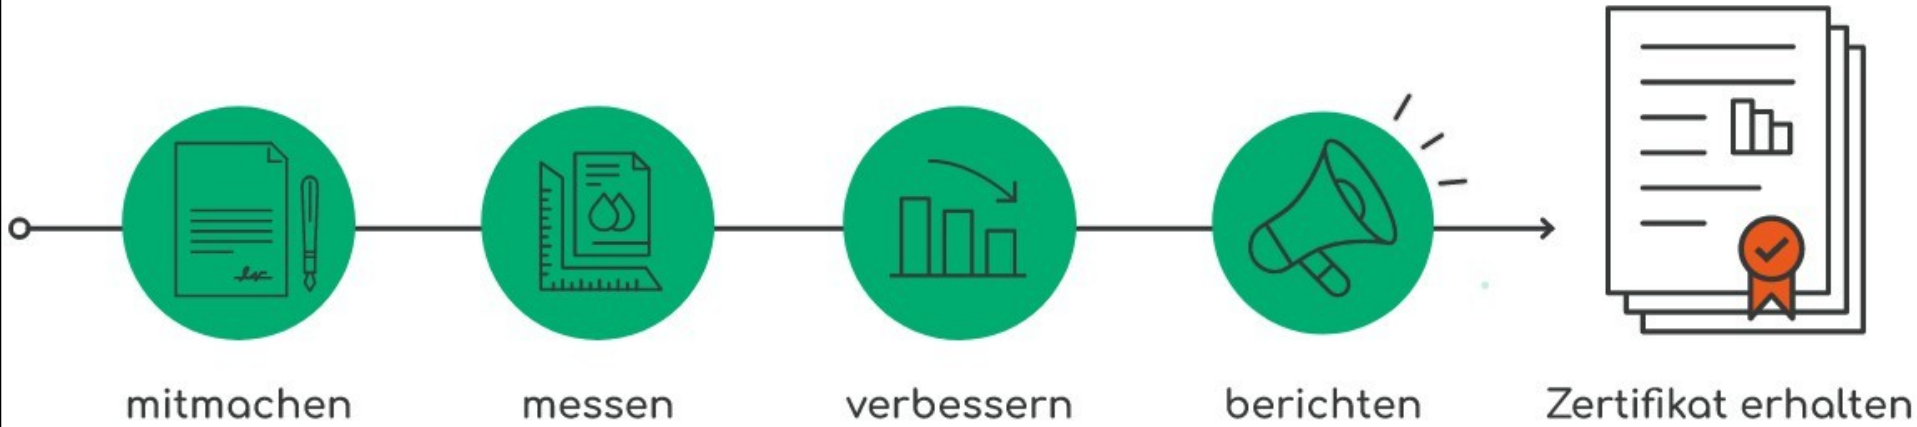 mitmachen
messen
verbessern
berichten
Zertifikat erhalten